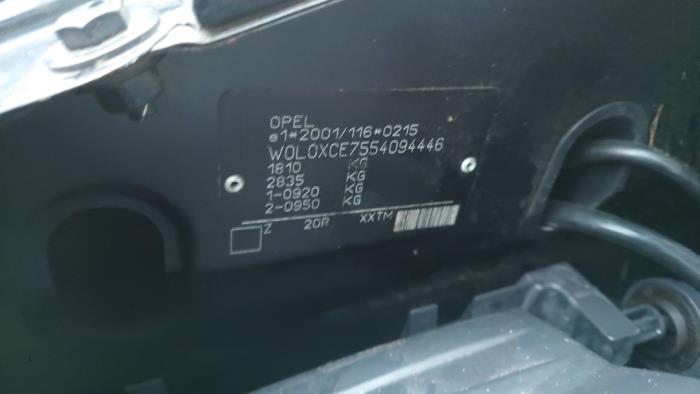 OPEL
e1*2001/116*0215
W0L0XCE7554094446
1810 KG
2835 KG
1-0920 KG
2-0950 KG
Z 20R XXTM